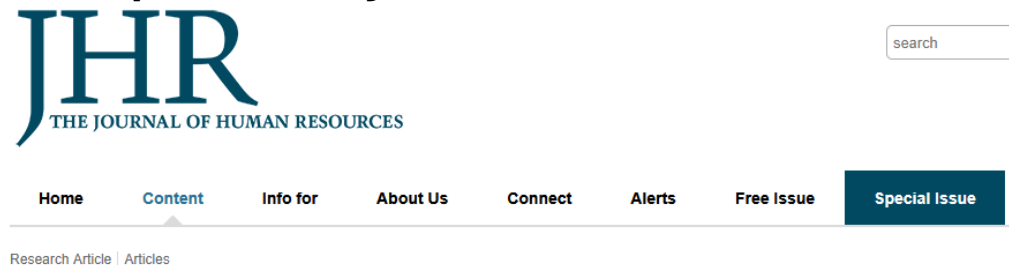 JHR
search
THE JOURNAL OF HUMAN RESOURCES
Home Content Info for About Us Connect Alerts Free Issue Special Issue
Research Article | Articles